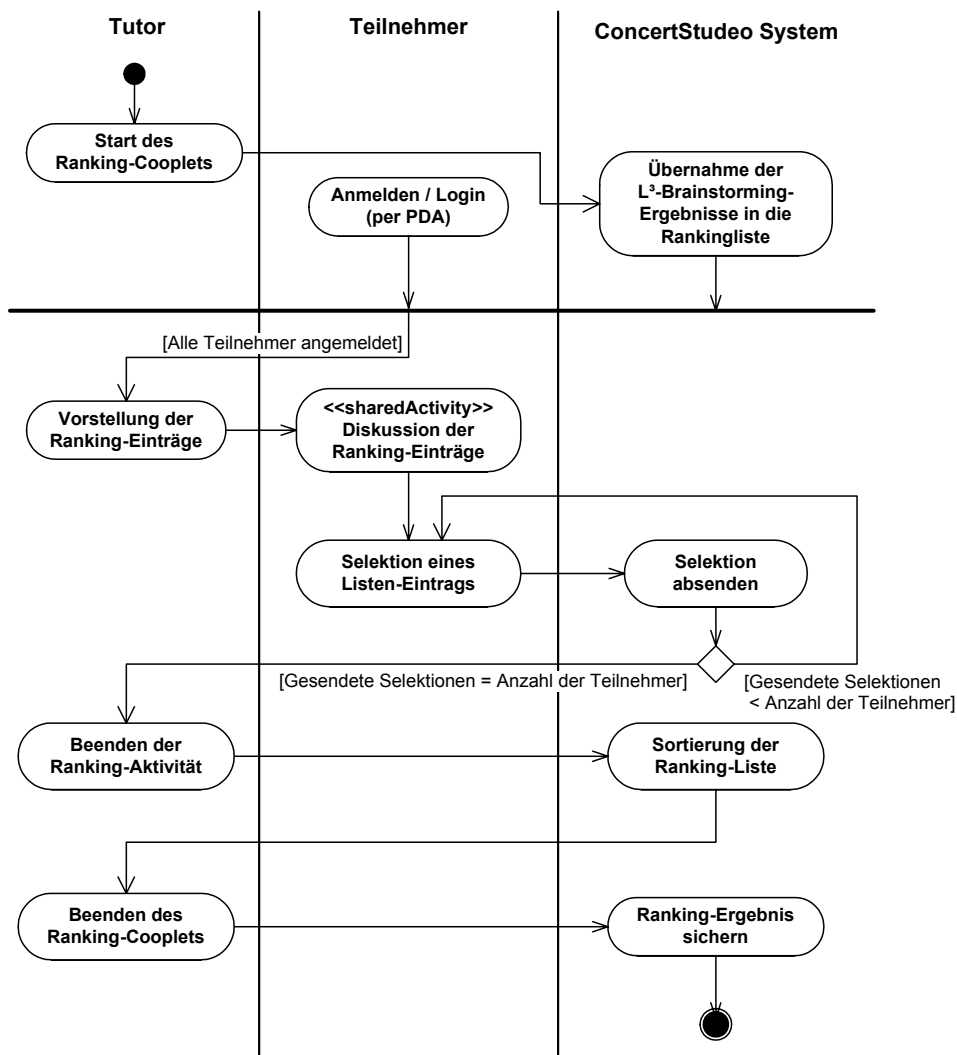 Tutor
Teilnehmer
ConcertStudeo System
Start des
Ranking-Cooplets
Anmelden / Login
(per PDA)
Übernahme der
L³-Brainstorming-
Ergebnisse in die
Rankingliste
[Alle Teilnehmer angemeldet]
Vorstellung der
Ranking-Einträge
<<sharedActivity>>
Diskussion der
Ranking-Einträge
Selektion eines
Listen-Eintrags
Selektion
absenden
[Gesendete Selektionen = Anzahl der Teilnehmer]
[Gesendete Selektionen
< Anzahl der Teilnehmer]
Beenden der
Ranking-Aktivität
Sortierung der
Ranking-Liste
Beenden des
Ranking-Cooplets
Ranking-Ergebnis
sichern